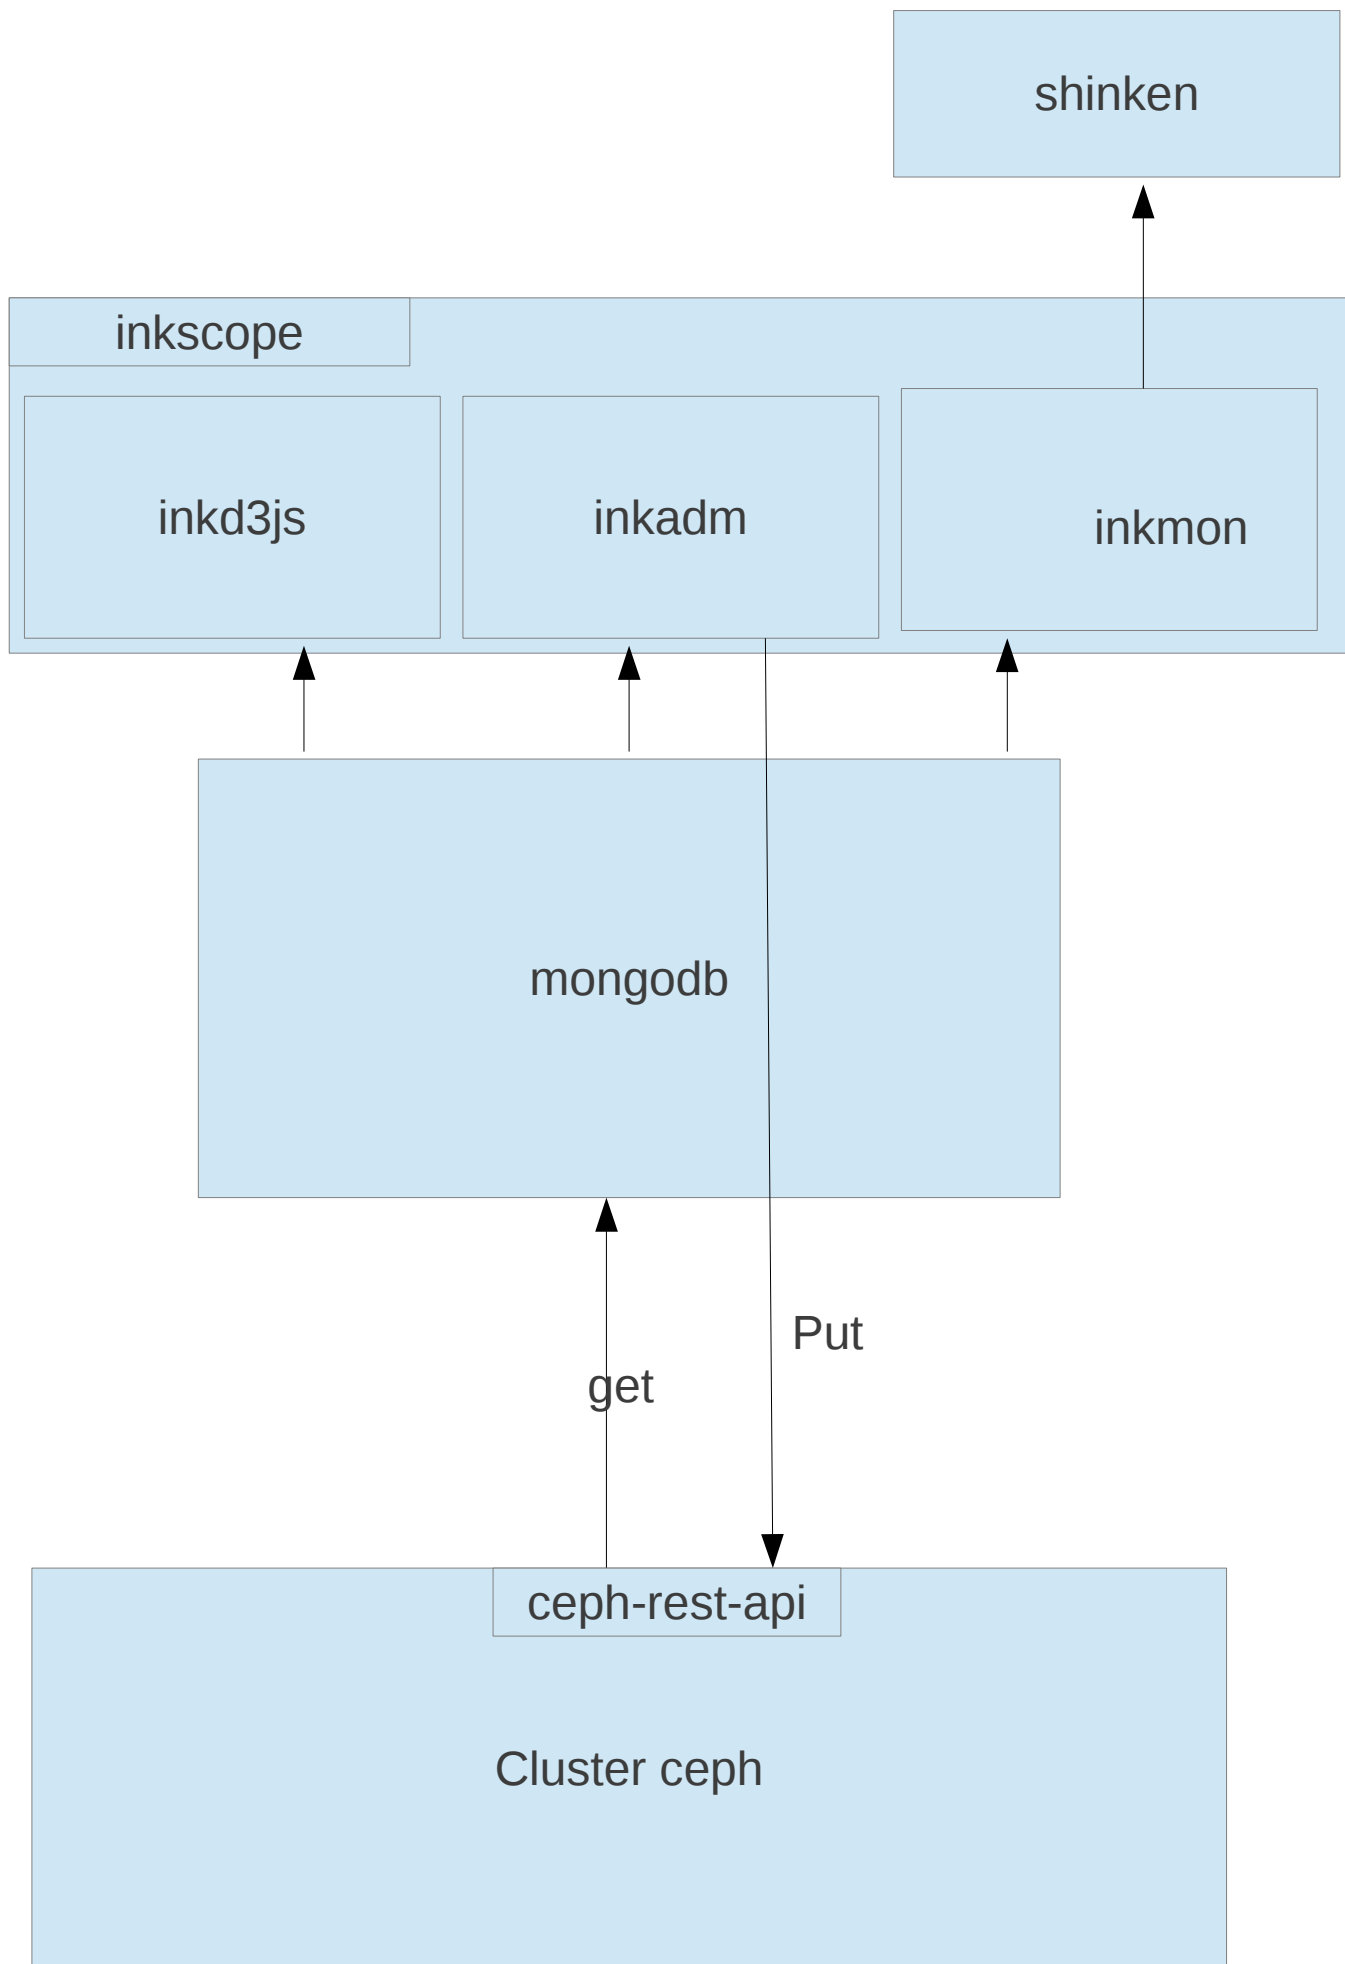 shinken
inkscope
inkd3js
inkadm
inkmon
mongodb
Put
get
ceph-rest-api
Cluster ceph